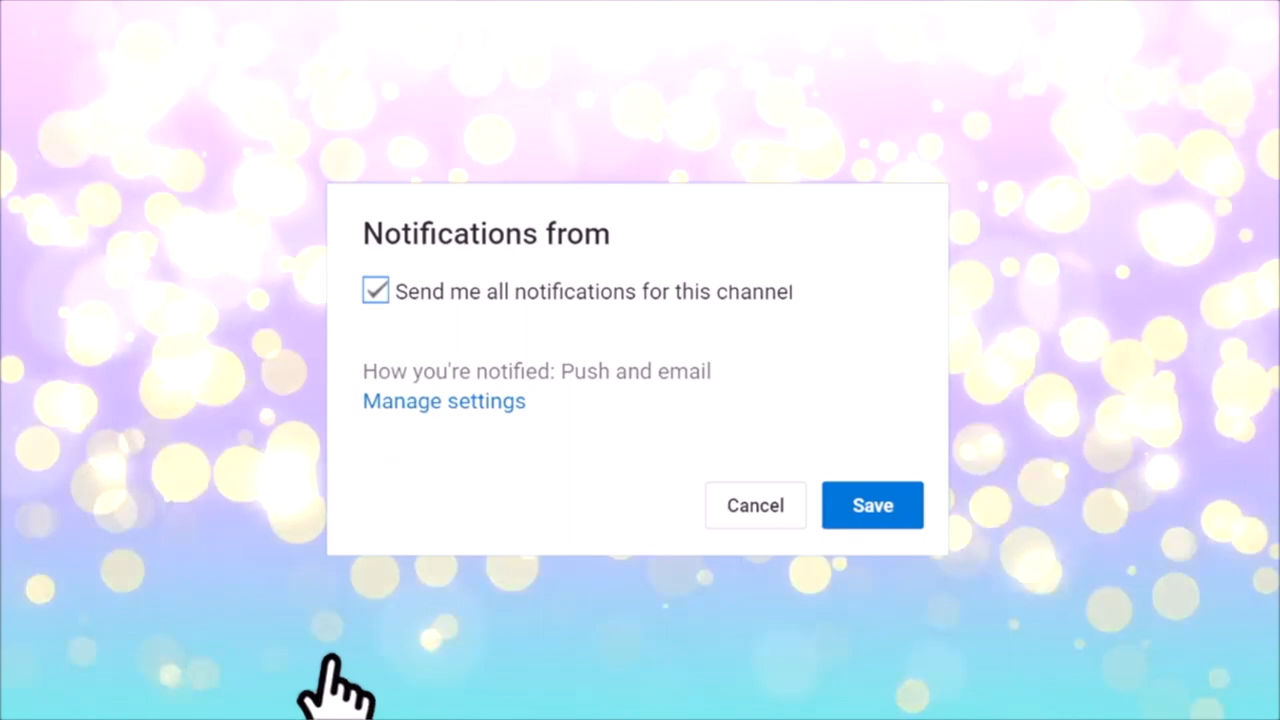 Notifications from
Send me all notifications for this channel
How you're notified: Push and email
Manage settings
Cancel
Save